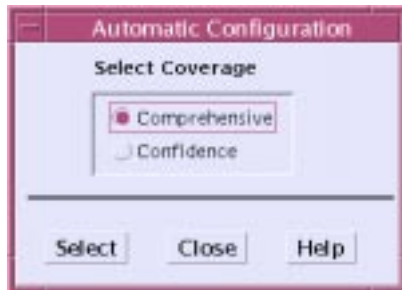 Automatic Configuration
Select Coverage
Comprehensive
Confidence
Select Close Help